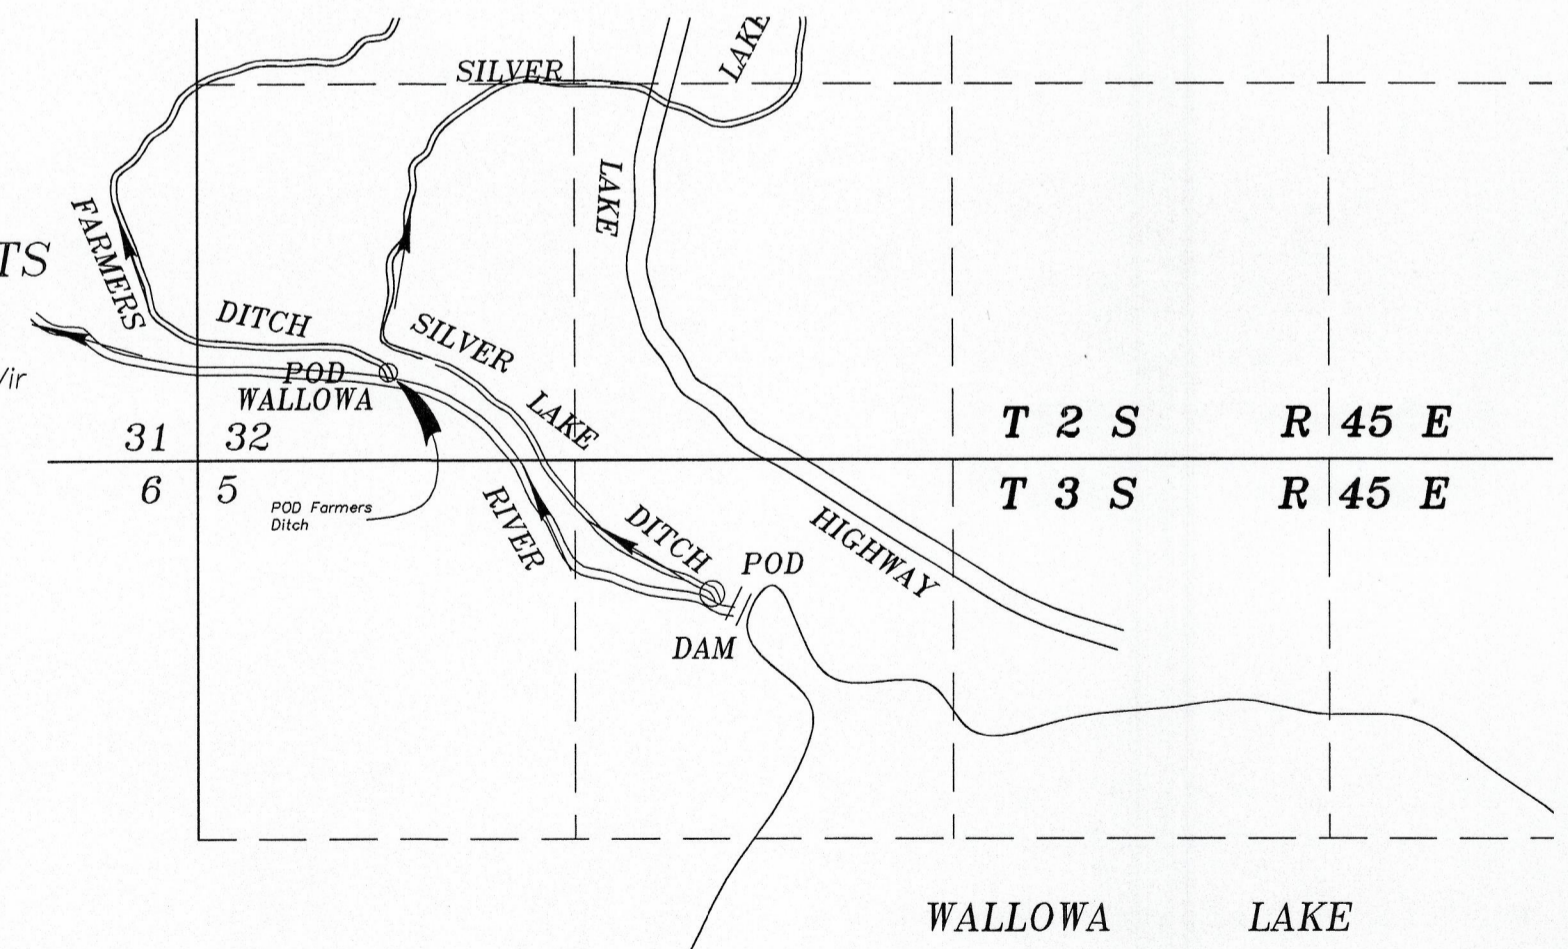 SILVER
LAKE
LAKE
FARMERS
TS
DITCH
SILVER
POD
WALLOWA
LAKE
31 32
T 2 S R 45 E
6 5
T 3 S R 45 E
POD Farmers
Ditch
RIVER
DITCH
HIGHWAY
POD
DAM
WALLOWA LAKE